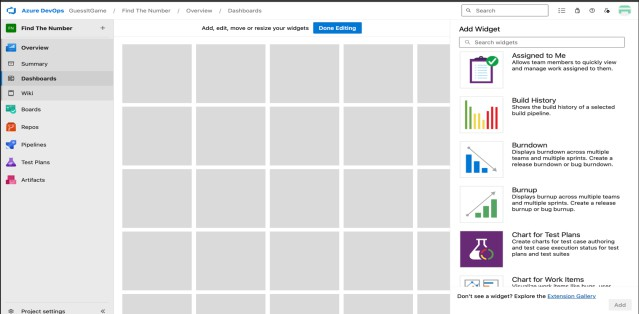 Azure DevOps GuessItGame / Find The Number / Overview / Dashboards
Search
Find The Number +
Overview
Summary
Dashboards
Wiki
Boards
Repos
Pipelines
Test Plans
Artifacts
Project settings
Add, edit, move or resize your widgets Done Editing
Add Widget
Search widgets
Assigned to Me
Allows team members to quickly view
and manage work assigned to them.
Build History
Shows the build history of a selected
build pipeline.
Burndown
Displays burndown across multiple
teams and multiple sprints. Create a
release burndown or bug burndown.
Burnup
Displays burnup across multiple teams
and multiple sprints. Create a release
burnup or bug burnup.
Chart for Test Plans
Create charts for test case authoring
and test case execution status for test
plans and test suites
Chart for Work Items
Visualize work items like bugs, user
Don't see a widget? Explore the Extension Gallery
Add